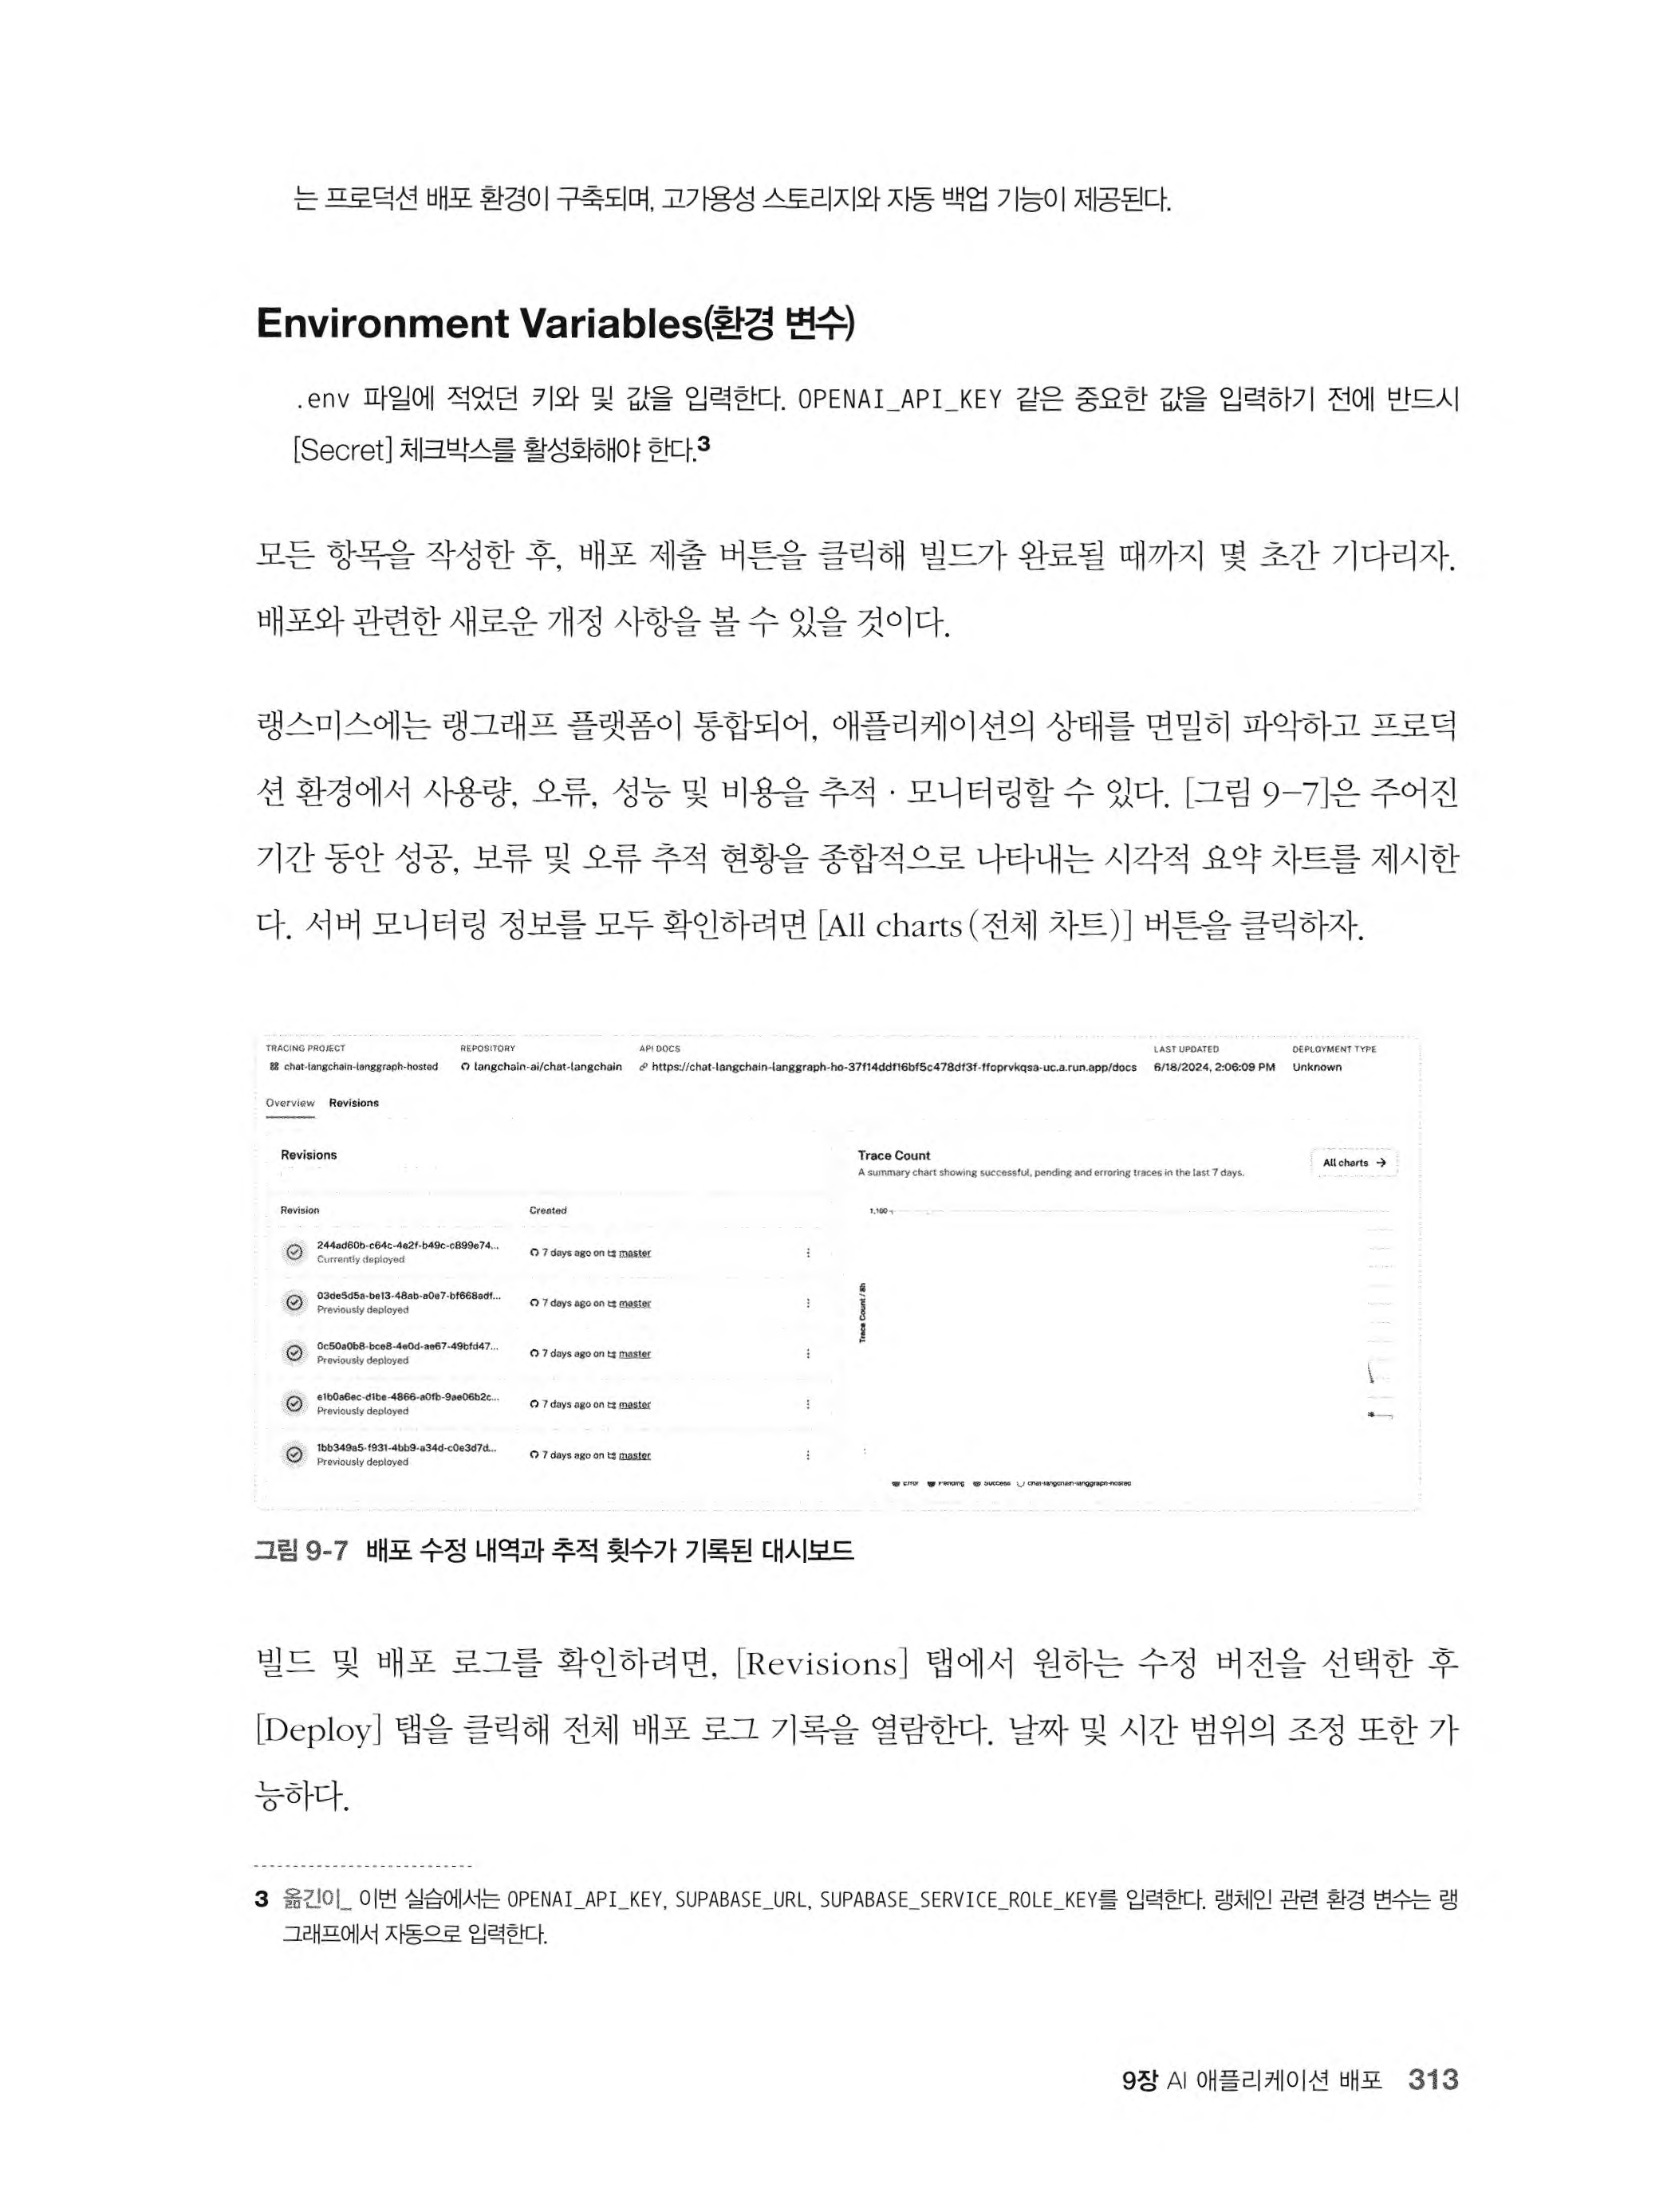 는 프로덕션 배포 환경이 구축되며, 고가용성 스토리지와 자동 백업 기능이 제공된다.
Environment Variables(환경 변수)
.env 파일에 적었던 키와 및 값을 입력한다. OPENAI_API_KEY 같은 중요한 값을 입력하기 전에 반드시
[Secret] 체크박스를 활성화해야 한다.3
모든 항목을 작성한 후, 배포 제출 버튼을 클릭해 빌드가 완료될 때까지 몇 초간 기다리자.
배포와 관련한 새로운 개정 사항을 볼 수 있을 것이다.
랭스미스에는 랭그래프 플랫폼이 통합되어, 애플리케이션의 상태를 면밀히 파악하고 프로덕
션 환경에서 사용량, 오류, 성능 및 비용을 추적·모니터링할 수 있다. [그림 9-7]은 주어진
기간 동안 성공, 보류 및 오류 추적 현황을 종합적으로 나타내는 시각적 요약 차트를 제시한
다. 서버 모니터링 정보를 모두 확인하려면 [All charts(전체 차트)] 버튼을 클릭하자.
TRACING PROJECT REPOSITORY API DOCS LAST UPDATED DEPLOYMENT TYPE
chat-langchain-langgraph-hosted langchain-ai/chat-langchain https://chat-langchain-langgraph-ho-37f14ddf16bf5c478df3f-ffoprvkqsa-uc.a.run.app/docs 6/18/2024, 2:06:09 PM Unknown
Overview Revisions
Revisions
Revision Created
244ad60b-c64c-4e2f-b49c-c899e74... 7 days ago on master
Currently deployed
03de5d5a-be13-48ab-a0e7-bf668adf... 7 days ago on master
Previously deployed
0c50a0b8-bce8-4e0d-ae67-49bfd47... 7 days ago on master
Previously deployed
e1b0a6ec-d1be-4866-a0fb-9ae06b2c... 7 days ago on master
Previously deployed
1bb349a5-f931-4bb9-a34d-c0e3d7d... 7 days ago on master
Previously deployed
Trace Count
All charts →
A summary chart showing successful, pending and erroring traces in the last 7 days.
1,100
Trace Count / 8h
Error Pending Success chat-langchain-langgraph-hosted
그림 9-7 배포 수정 내역과 추적 횟수가 기록된 대시보드
빌드 및 배포 로그를 확인하려면, [Revisions] 탭에서 원하는 수정 버전을 선택한 후
[Deploy] 탭을 클릭해 전체 배포 로그 기록을 열람한다. 날짜 및 시간 범위의 조정 또한 가
능하다.
3 옮긴이_ 이번 실습에서는 OPENAI_API_KEY, SUPABASE_URL, SUPABASE_SERVICE_ROLE_KEY를 입력한다. 랭체인 관련 환경 변수는 랭
그래프에서 자동으로 입력한다.
9장 AI 애플리케이션 배포 313